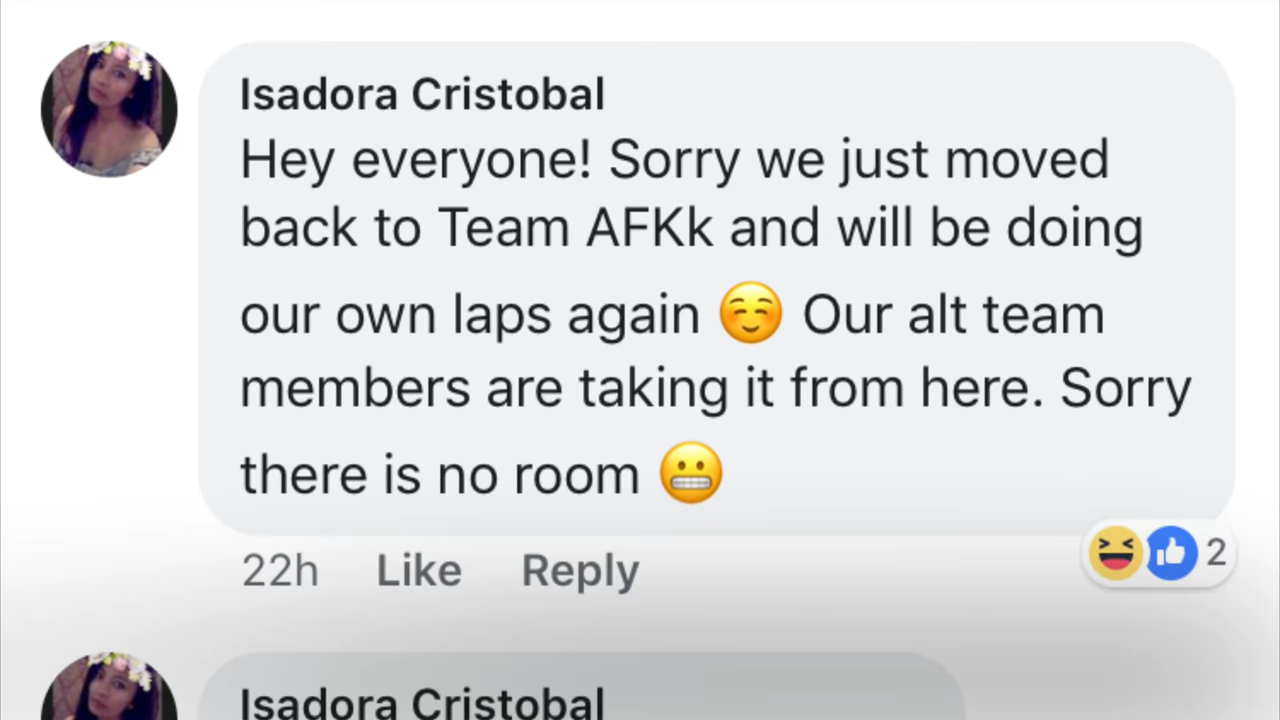 Isadora Cristobal
Hey everyone! Sorry we just moved
back to Team AFKk and will be doing
our own laps again ☺️ Our alt team
members are taking it from here. Sorry
there is no room 😬
22h Like Reply 2
Isadora Cristobal